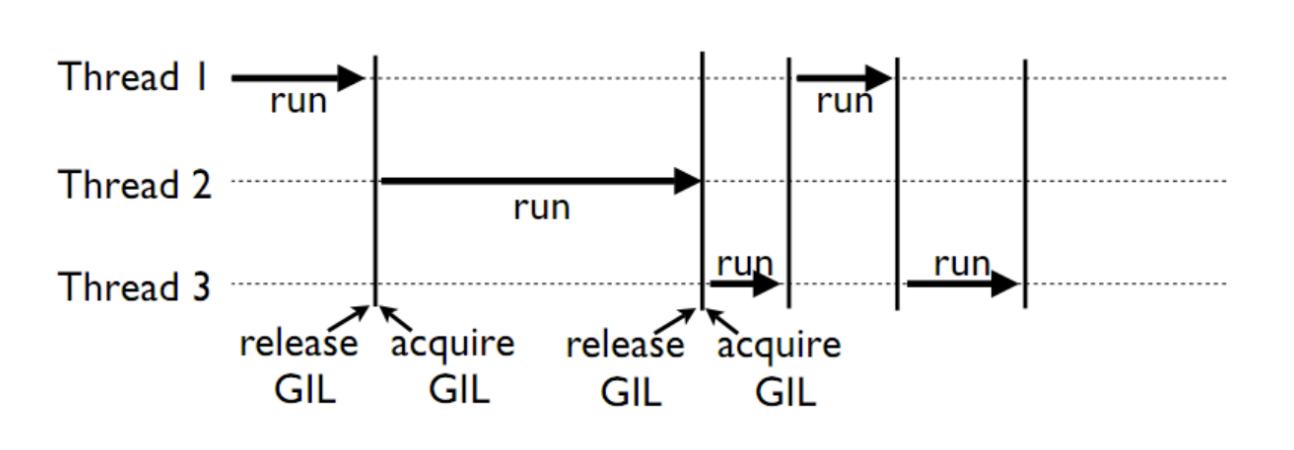 Thread 1
run
run
Thread 2
run
run
run
Thread 3
release
GIL
acquire
GIL
release
GIL
acquire
GIL